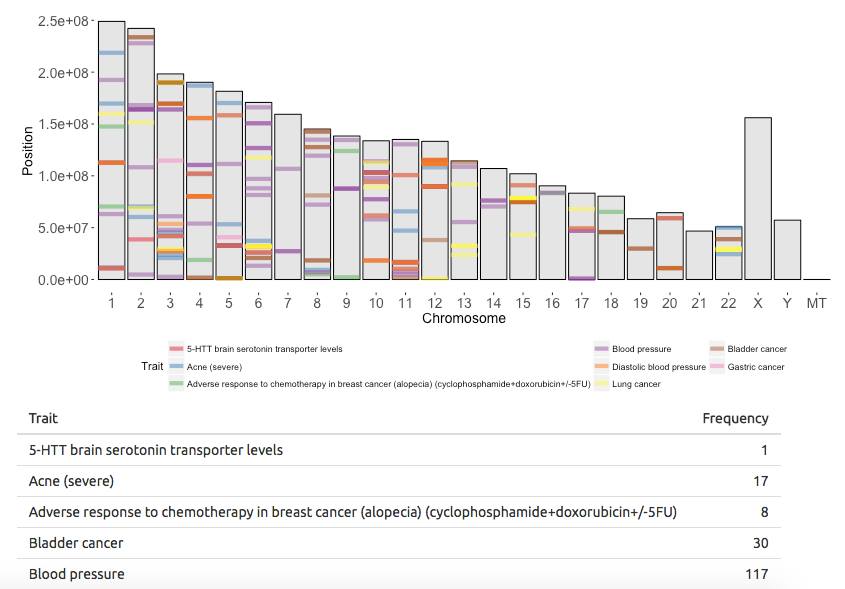 2.5e+08
2.0e+08
1.5e+08
1.0e+08
5.0e+07
0.0e+00
Position
1 2 3 4 5 6 7 8 9 10 11 12 13 14 15 16 17 18 19 20 21 22 X Y MT
Chromosome
Trait
5-HTT brain serotonin transporter levels
Acne (severe)
Adverse response to chemotherapy in breast cancer (alopecia) (cyclophosphamide+doxorubicin+/-5FU)
Blood pressure
Diastolic blood pressure
Lung cancer
Bladder cancer
Gastric cancer
Trait Frequency
5-HTT brain serotonin transporter levels 1
Acne (severe) 17
Adverse response to chemotherapy in breast cancer (alopecia) (cyclophosphamide+doxorubicin+/-5FU) 8
Bladder cancer 30
Blood pressure 117